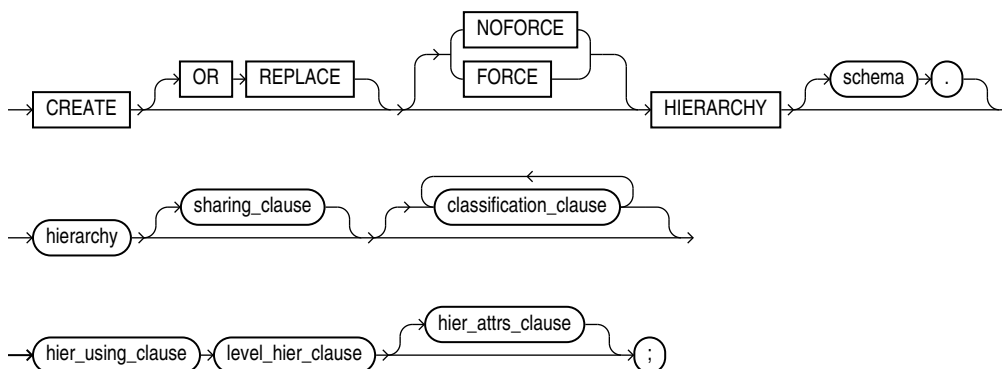 NOFORCE
OR REPLACE FORCE schema .
CREATE HIERARCHY
sharing_clause classification_clause
hierarchy
hier_attrs_clause
hier_using_clause level_hier_clause ;